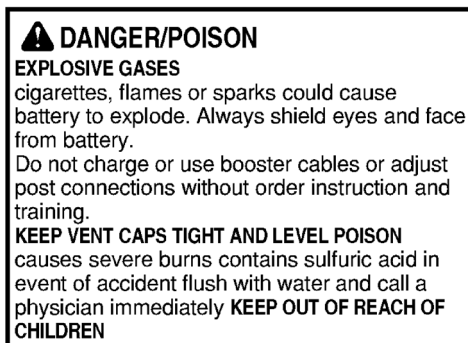 DANGER/POISON
EXPLOSIVE GASES
cigarettes, flames or sparks could cause
battery to explode. Always shield eyes and face
from battery.
Do not charge or use booster cables or adjust
post connections without order instruction and
training.
KEEP VENT CAPS TIGHT AND LEVEL POISON
causes severe burns contains sulfuric acid in
event of accident flush with water and call a
physician immediately KEEP OUT OF REACH OF
CHILDREN